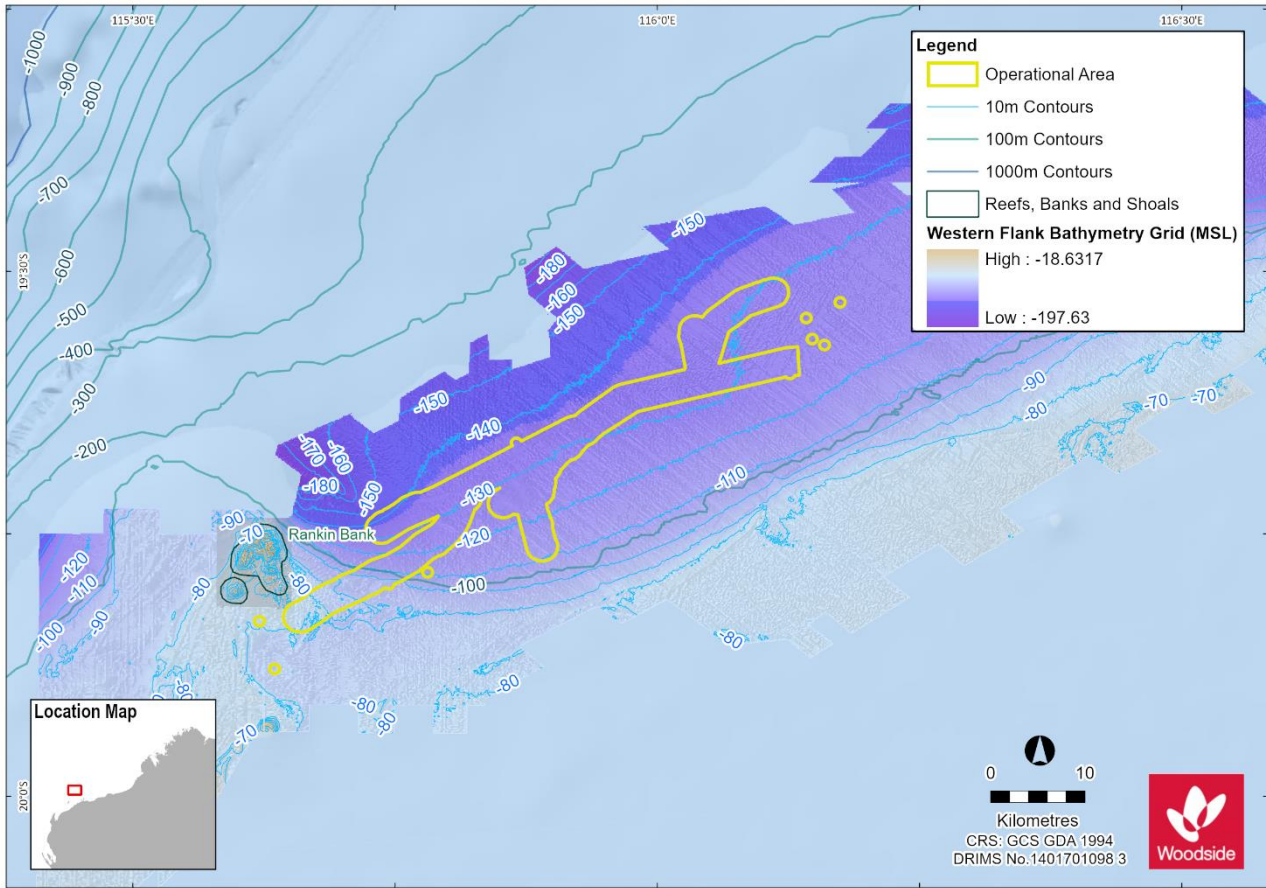 115°30'E
116°0'E
116°30'E
19°30'S
20°0'S
-1000
-900
-800
-700
-600
-500
-400
-300
-200
-180
-160
-150
-150
-150
-140
-130
-120
-110
-100
-90
-80
-70
-70
-170
-160
-180
-150
Rankin Bank
-90
-70
-80
-80
-120
-110
-100
-90
-80
-70
-80
-80
-80
-80
Legend
Operational Area
10m Contours
100m Contours
1000m Contours
Reefs, Banks and Shoals
Western Flank Bathymetry Grid (MSL)
High : -18.6317
Low : -197.63
Location Map
0 10
Kilometres
CRS: GCS GDA 1994
DRIMS No.1401701098 3
Woodside